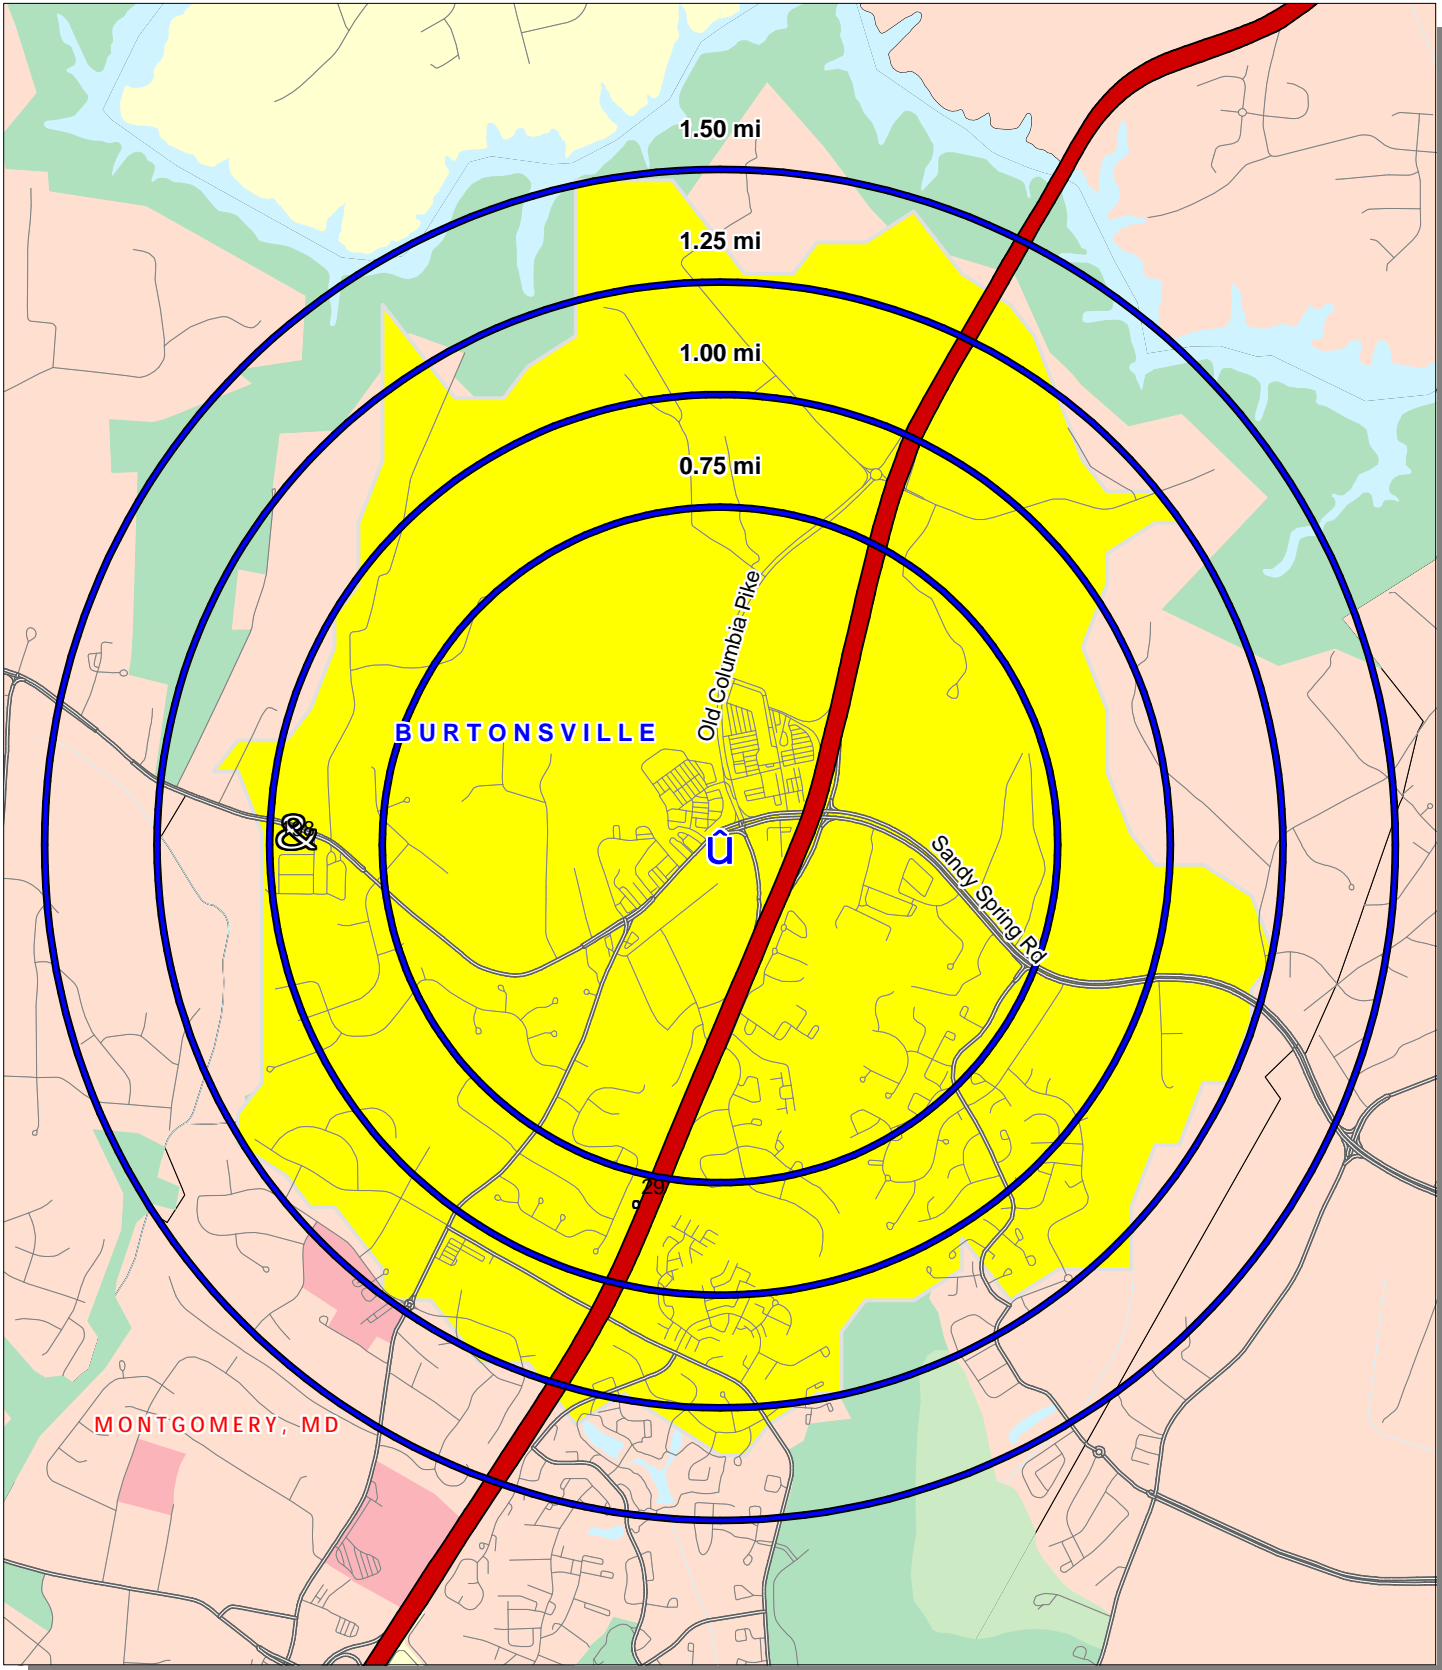 1.50 mi
1.25 mi
1.00 mi
0.75 mi
Old Columbia Pike
BURTONSVILLE
&
û
Sandy Spring Rd
29
MONTGOMERY, MD